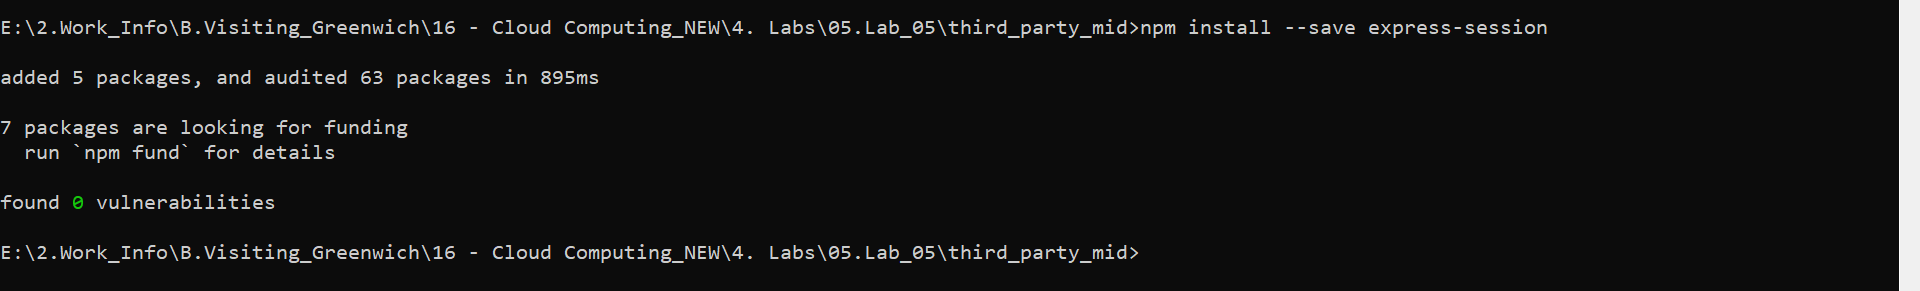 E:\2.Work_Info\B.Visiting_Greenwich\16 - Cloud Computing_NEW\4. Labs\05.Lab_05\third_party_mid>npm install --save express-session
added 5 packages, and audited 63 packages in 895ms
7 packages are looking for funding
  run `npm fund` for details
found 0 vulnerabilities
E:\2.Work_Info\B.Visiting_Greenwich\16 - Cloud Computing_NEW\4. Labs\05.Lab_05\third_party_mid>